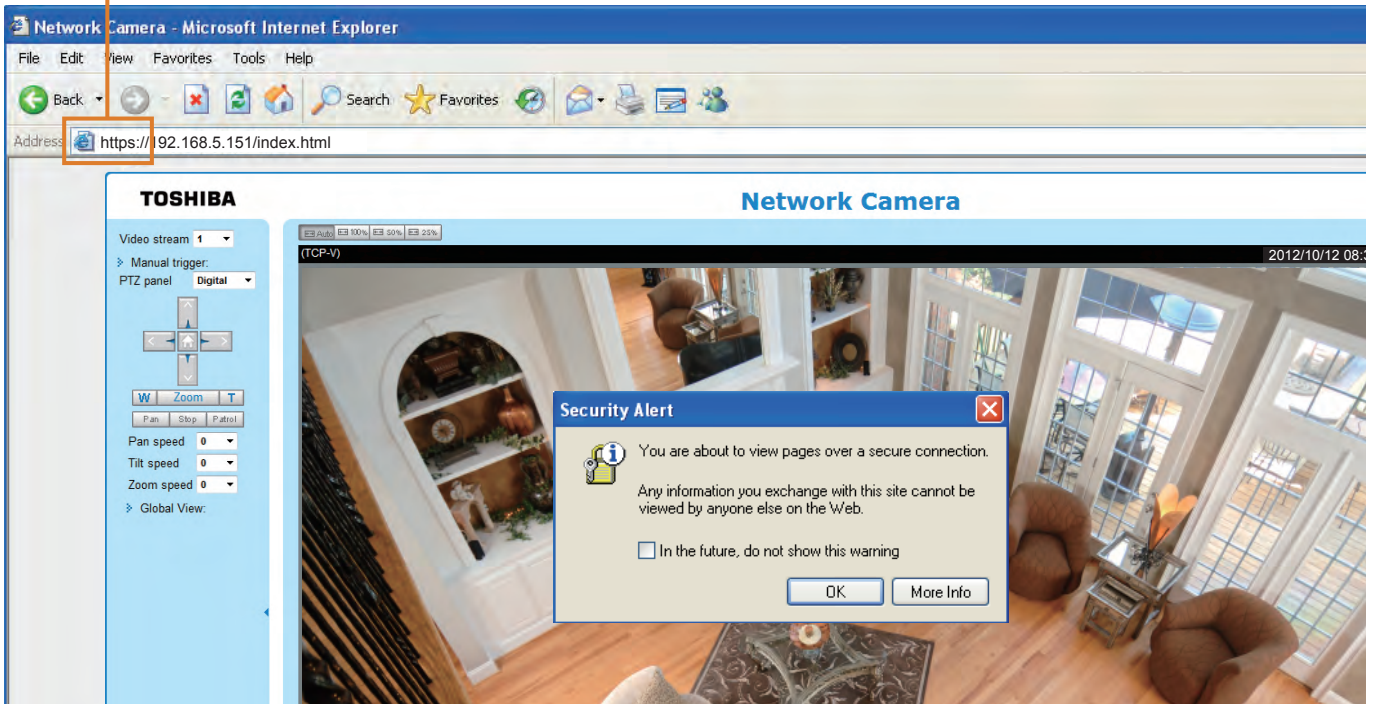 Network Camera - Microsoft Internet Explorer
File Edit View Favorites Tools Help
Back Search Favorites
Address https://192.168.5.151/index.html
TOSHIBA Network Camera
Video stream 1
Auto 100% 50% 25%
(TCP-V) 2012/10/12 08:3
Manual trigger:
PTZ panel Digital
W Zoom T
Pan Stop Patrol
Pan speed 0
Tilt speed 0
Zoom speed 0
Global View:
Security Alert
You are about to view pages over a secure connection.
Any information you exchange with this site cannot be
viewed by anyone else on the Web.
In the future, do not show this warning
OK More Info